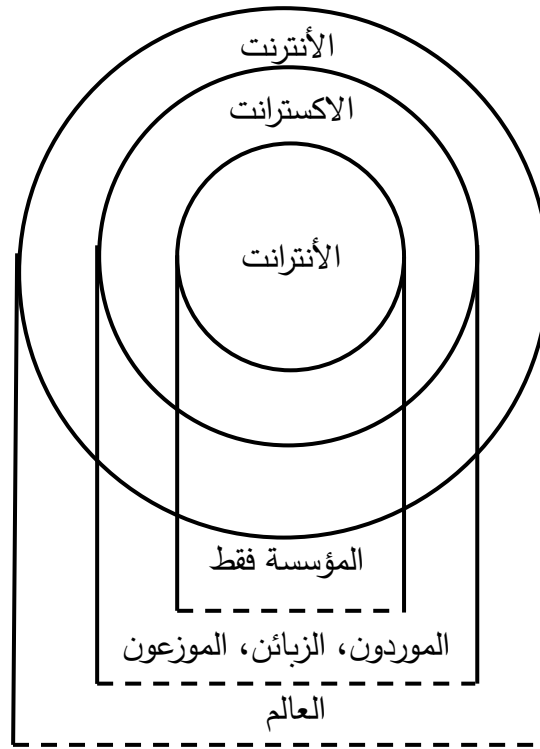 الأنترنت
الاكسترانت
الأنترانت
المؤسسة فقط
الموردون، الزبائن، الموزعون
العالم